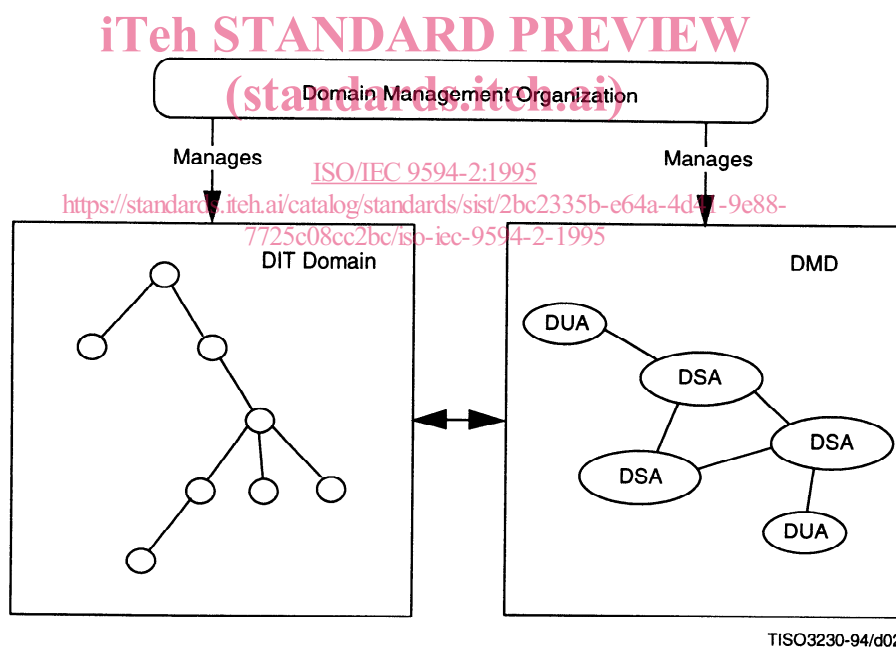 iTeh STANDARD PREVIEW
(standards.iteh.ai)
Domain Management Organization
Manages
Manages
ISO/IEC 9594-2:1995
https://standards.iteh.ai/catalog/standards/sist/2bc2335b-e64a-4d41-9e88-
7725c08cc2bc/iso-iec-9594-2-1995
DIT Domain
DMD
DUA
DSA
DSA
DSA
DUA
TISO3230-94/d02